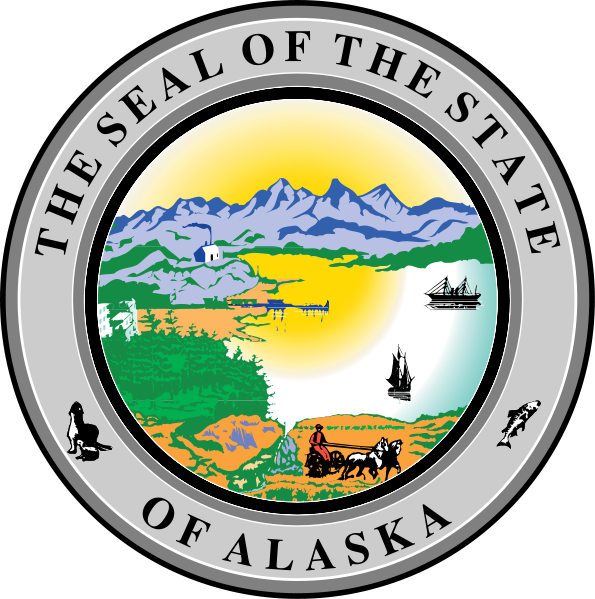 THE SEAL OF THE STATE
OF ALASKA